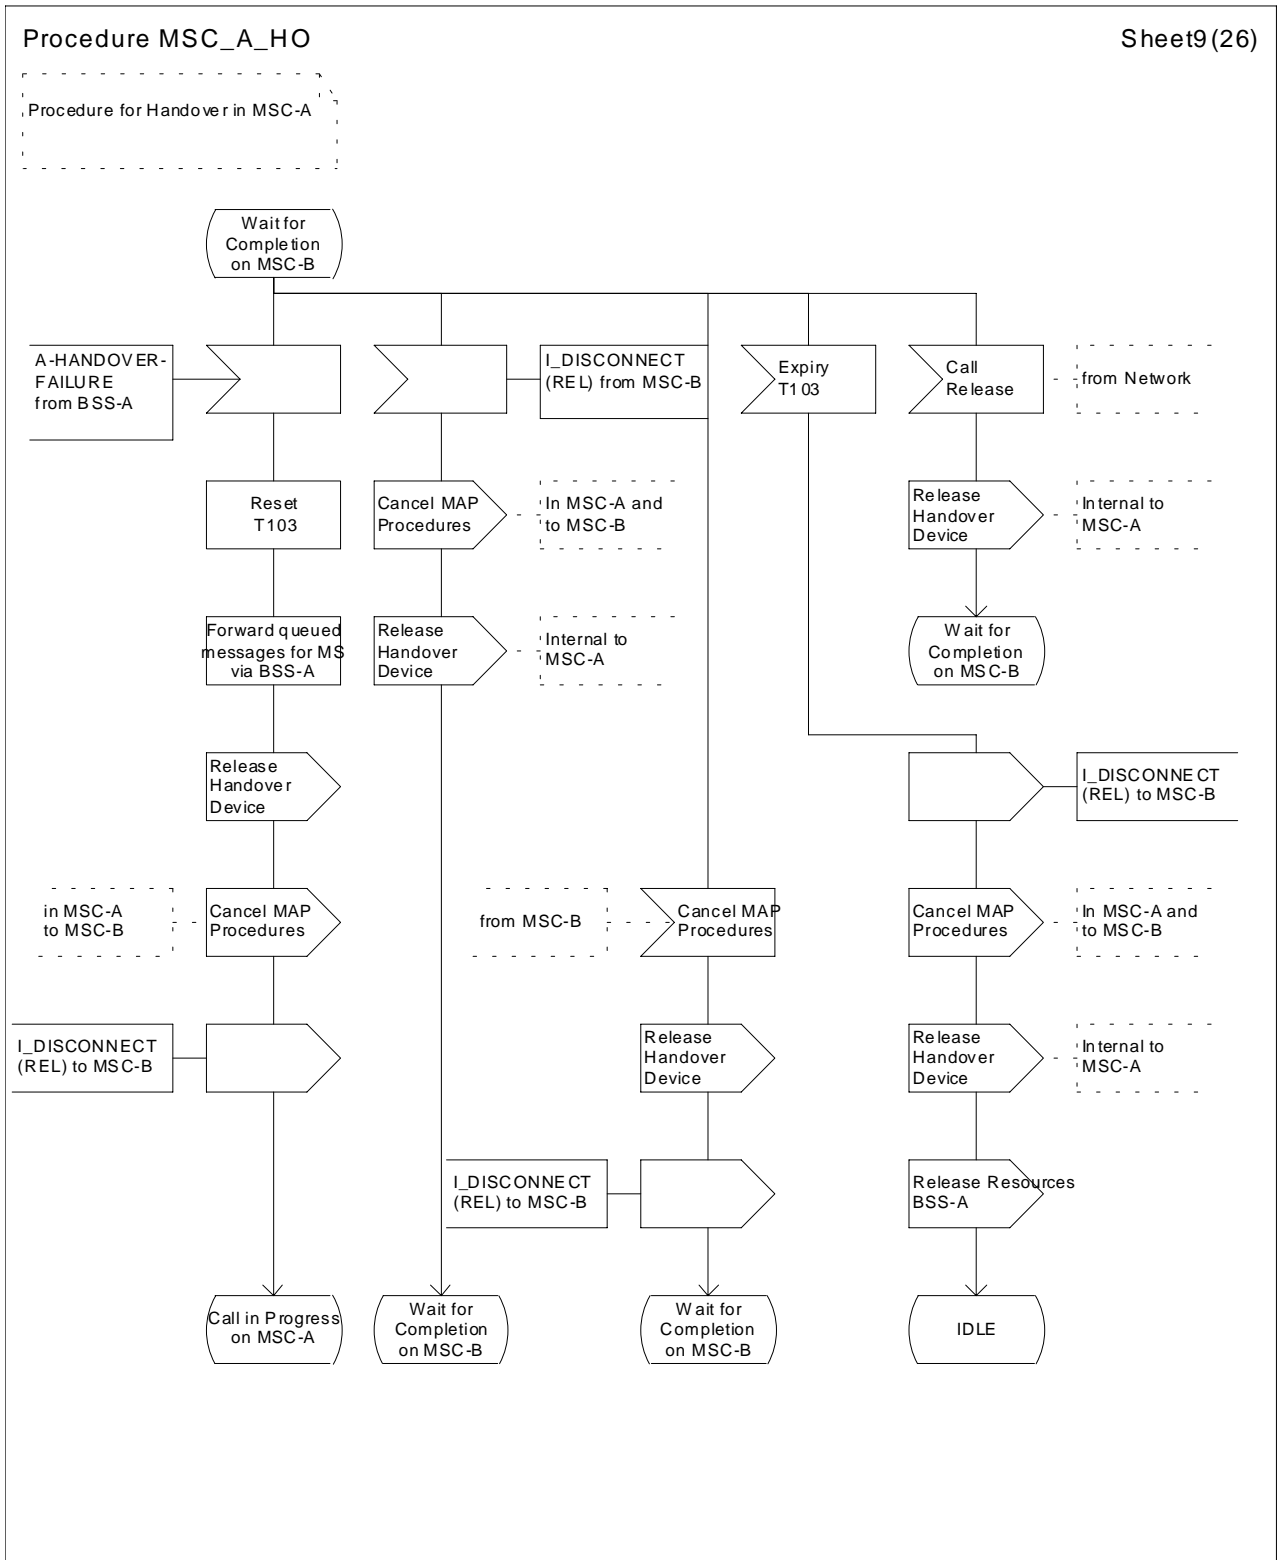 Procedure MSC_A_HO
Sheet9(26)
Procedure for Handover in MSC-A
Wait for
Completion
on MSC-B
A-HANDOVER-
FAILURE
from BSS-A
I_DISCONNECT
(REL) from MSC-B
Expiry
T103
Call
Release
from Network
Reset
T103
Cancel MAP
Procedures
In MSC-A and
to MSC-B
Release
Handover
Device
Internal to
MSC-A
Forward queued
messages for MS
via BSS-A
Release
Handover
Device
Internal to
MSC-A
Wait for
Completion
on MSC-B
Release
Handover
Device
I_DISCONNECT
(REL) to MSC-B
in MSC-A
to MSC-B
Cancel MAP
Procedures
from MSC-B
Cancel MAP
Procedures
Cancel MAP
Procedures
In MSC-A and
to MSC-B
I_DISCONNECT
(REL) to MSC-B
Release
Handover
Device
Release
Handover
Device
Internal to
MSC-A
I_DISCONNECT
(REL) to MSC-B
Release Resources
BSS-A
Call in Progress
on MSC-A
Wait for
Completion
on MSC-B
Wait for
Completion
on MSC-B
IDLE